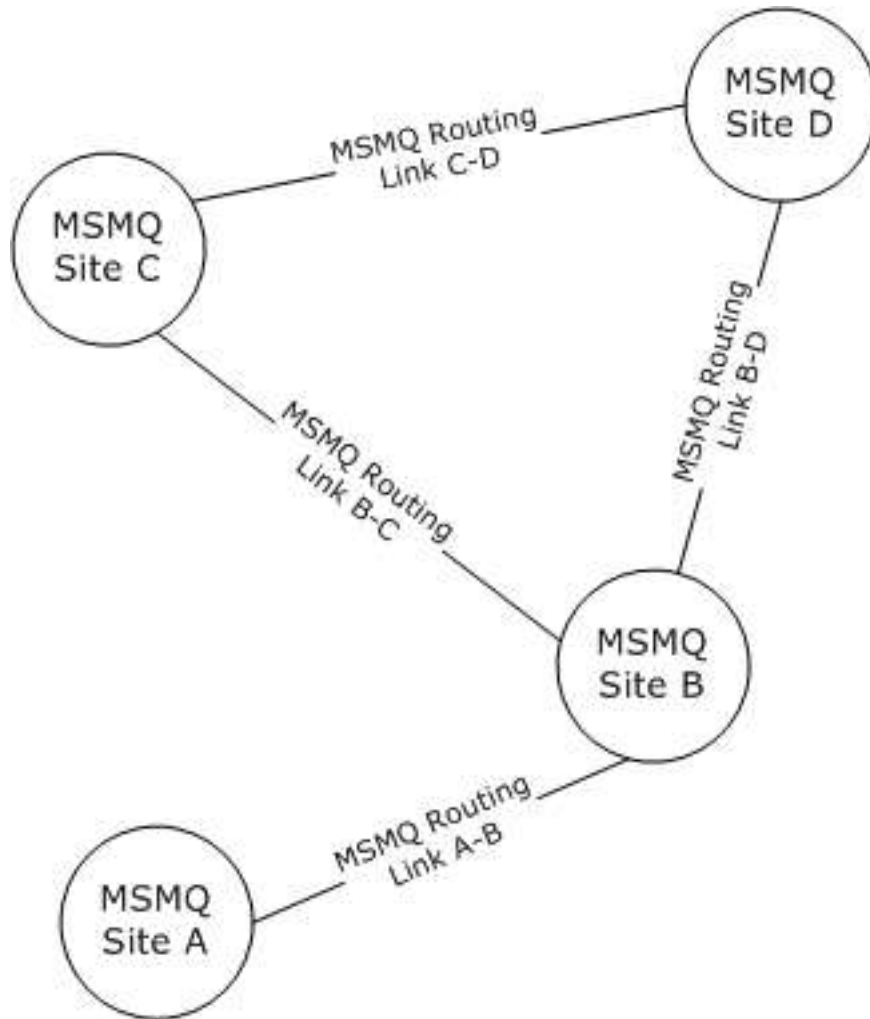 MSMQ
Site D
MSMQ Routing
Link C-D
MSMQ
Site C
MSMQ Routing
Link B-D
MSMQ Routing
Link B-C
MSMQ
Site B
MSMQ Routing
Link A-B
MSMQ
Site A